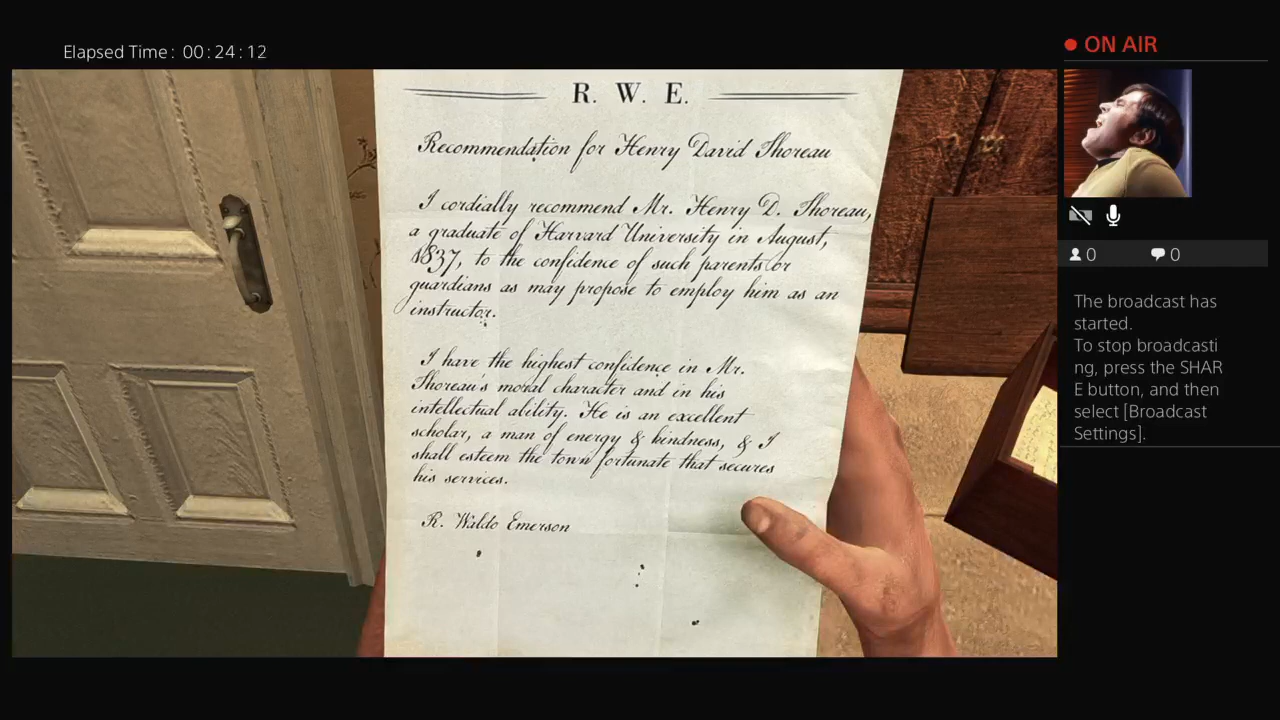 Elapsed Time: 00:24:12
ON AIR
R. W. E.
Recommendation for Henry David Thoreau
I cordially recommend Mr. Henry D. Thoreau,
a graduate of Harvard University in August,
1837, to the confidence of such parents or
guardians as may propose to employ him as an
instructor.
I have the highest confidence in Mr.
Thoreau's moral character and in his
intellectual ability. He is an excellent
scholar, a man of energy & kindness, & I
shall esteem the town fortunate that secures
his services.
R. Waldo Emerson
0
0
The broadcast has
started.
To stop broadcasti
ng, press the SHAR
E button, and then
select [Broadcast
Settings].